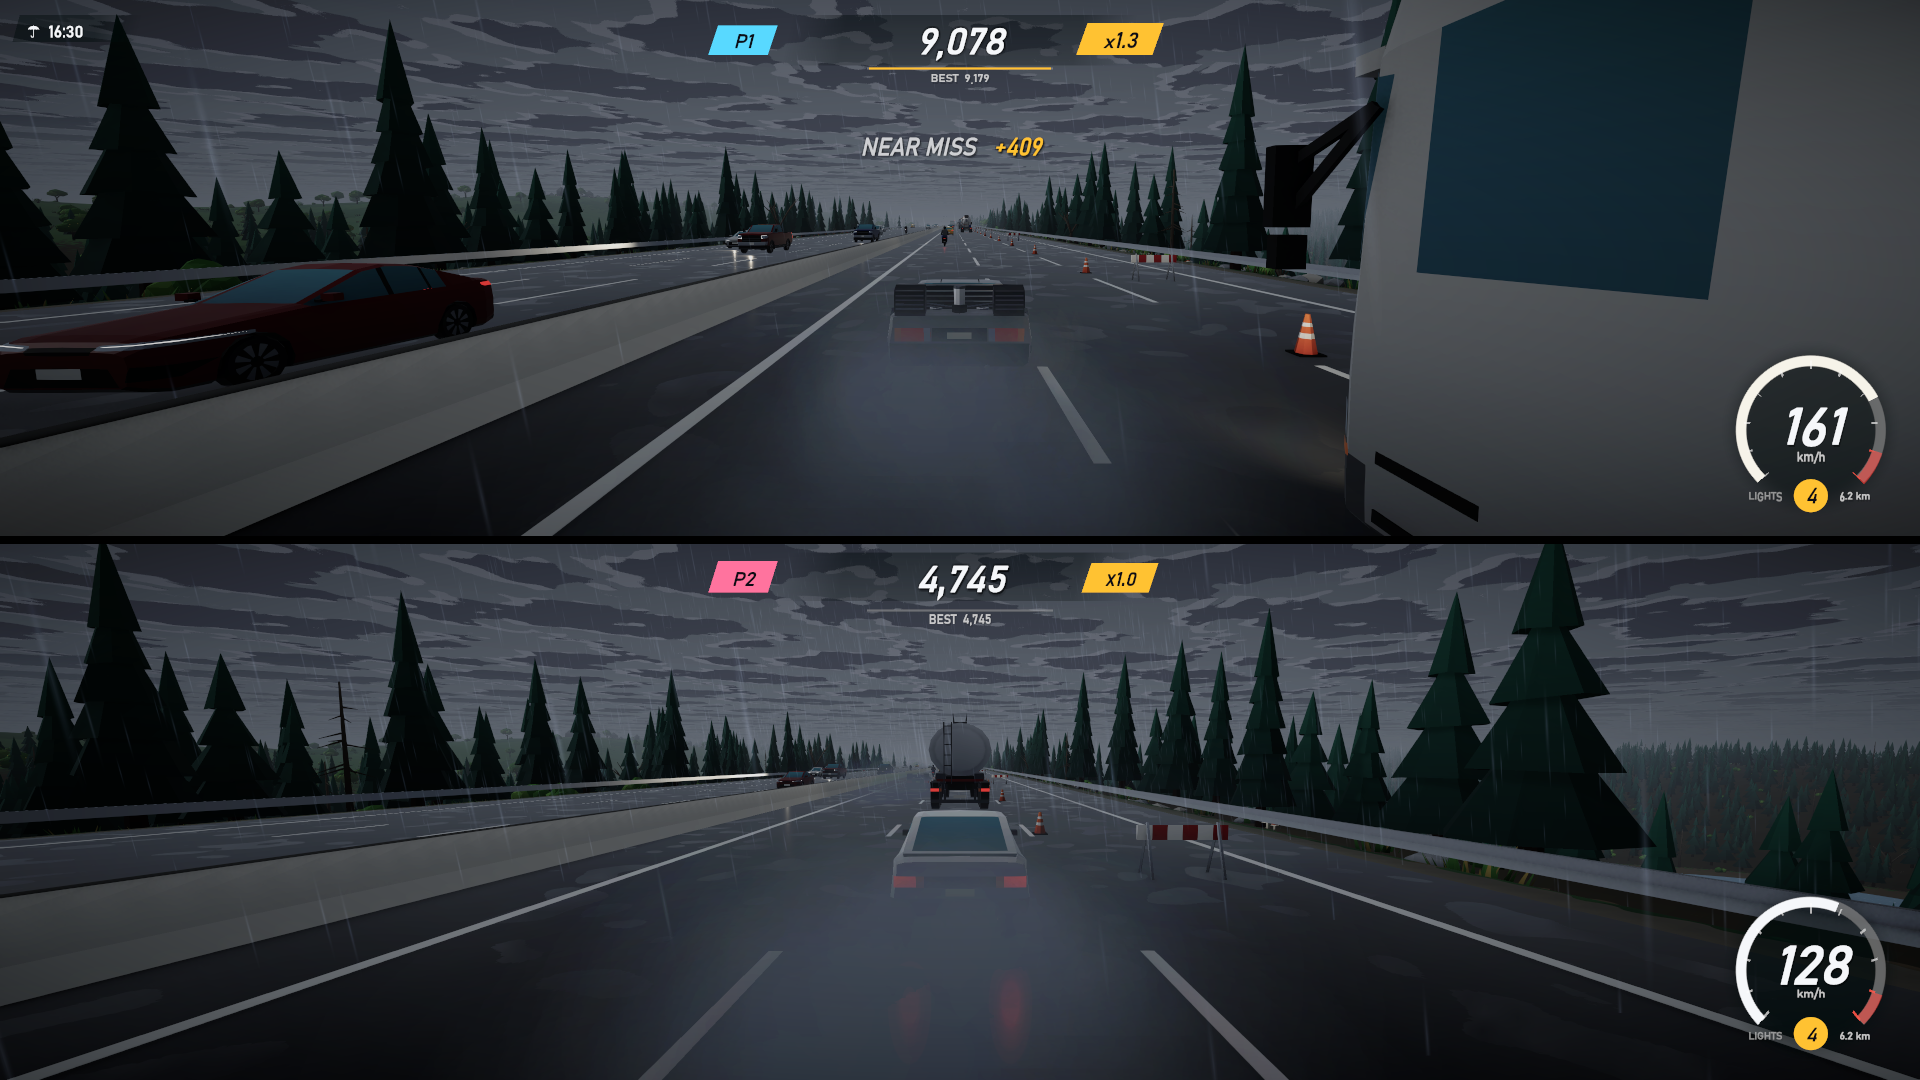 16:30
P1
9,078
x1.3
BEST 9,179
NEAR MISS +409
161
km/h
LIGHTS 4 6.2 km
P2
4,745
x1.0
BEST 4,745
128
km/h
LIGHTS 4 6.2 km